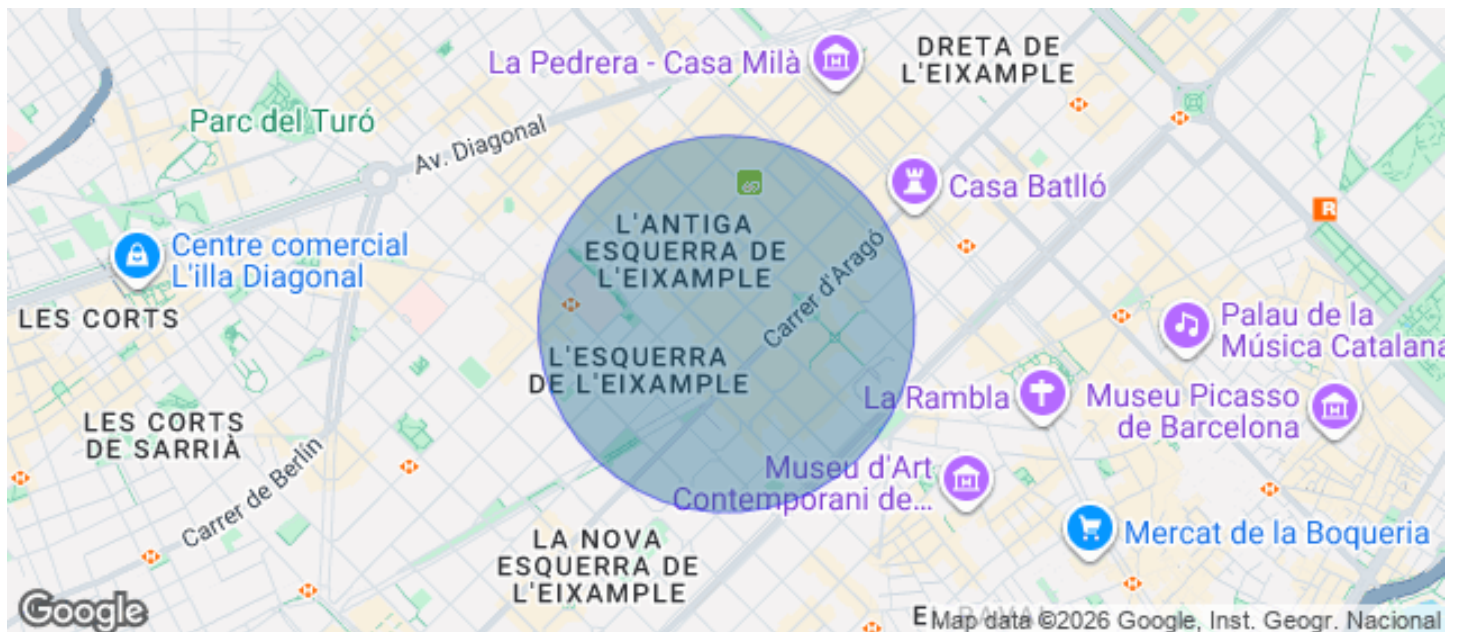 La Pedrera - Casa Milà
DRETA DE
L'EIXAMPLE
Parc del Turó
Av. Diagonal
Casa Batlló
L'ANTIGA
ESQUERRA DE
L'EIXAMPLE
Centre comercial
L'illa Diagonal
Carrer d'Aragó
LES CORTS
Palau de la
Música Catalana
L'ESQUERRA
DE L'EIXAMPLE
La Rambla
Museu Picasso
de Barcelona
LES CORTS
DE SARRIÀ
Carrer de Berlín
Museu d'Art
Contemporani de...
LA NOVA
ESQUERRA DE
L'EIXAMPLE
Mercat de la Boqueria
R
Google
Map data ©2026 Google, Inst. Geogr. Nacional